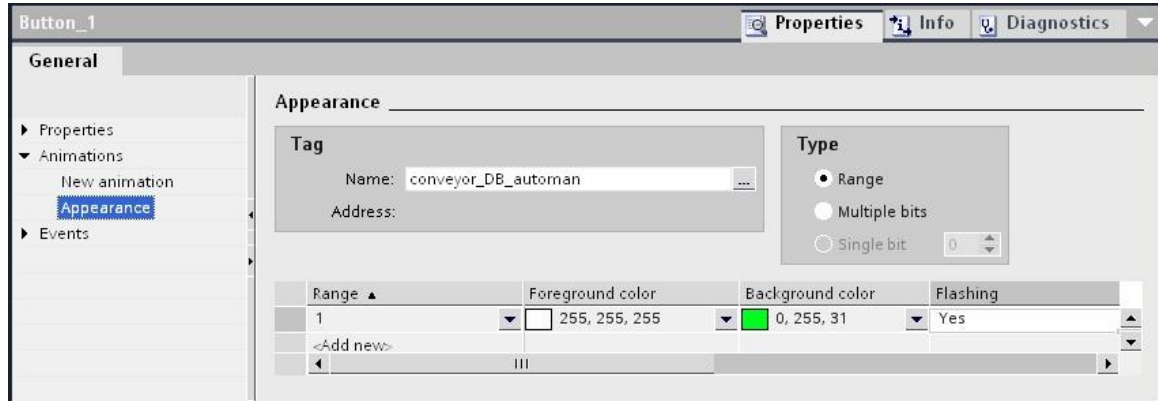 Button_1 Properties Info Diagnostics
General
Appearance
Properties
Animations
New animation
Appearance
Events
Tag
Name: conveyor_DB_automan ...
Address:
Type
Range
Multiple bits
Single bit 0
Range Foreground color Background color Flashing
1 255, 255, 255 0, 255, 31 Yes
<Add new>